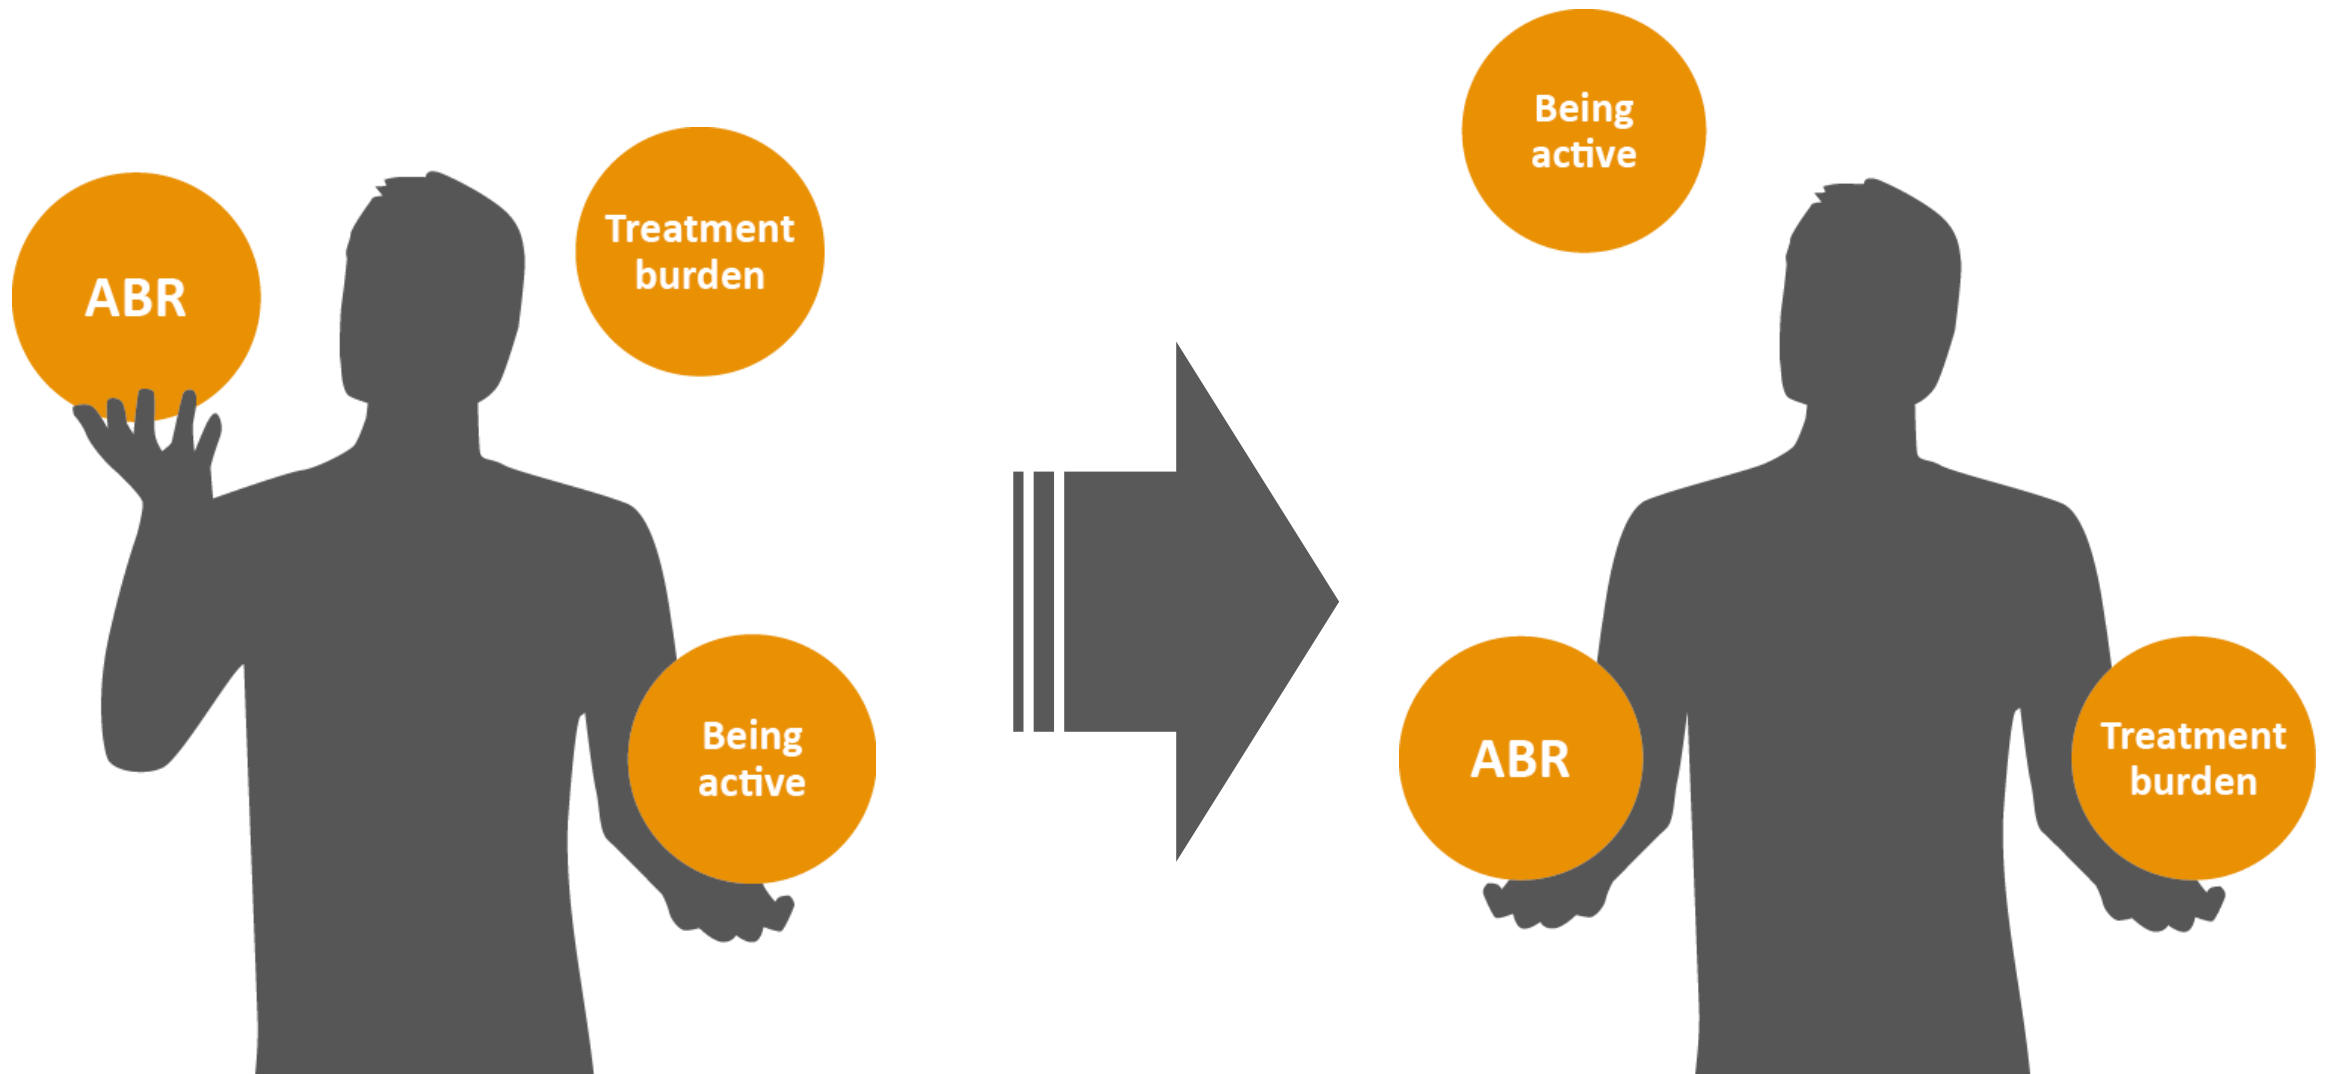 ABR
Treatment
burden
Being
active
Being
active
ABR
Treatment
burden